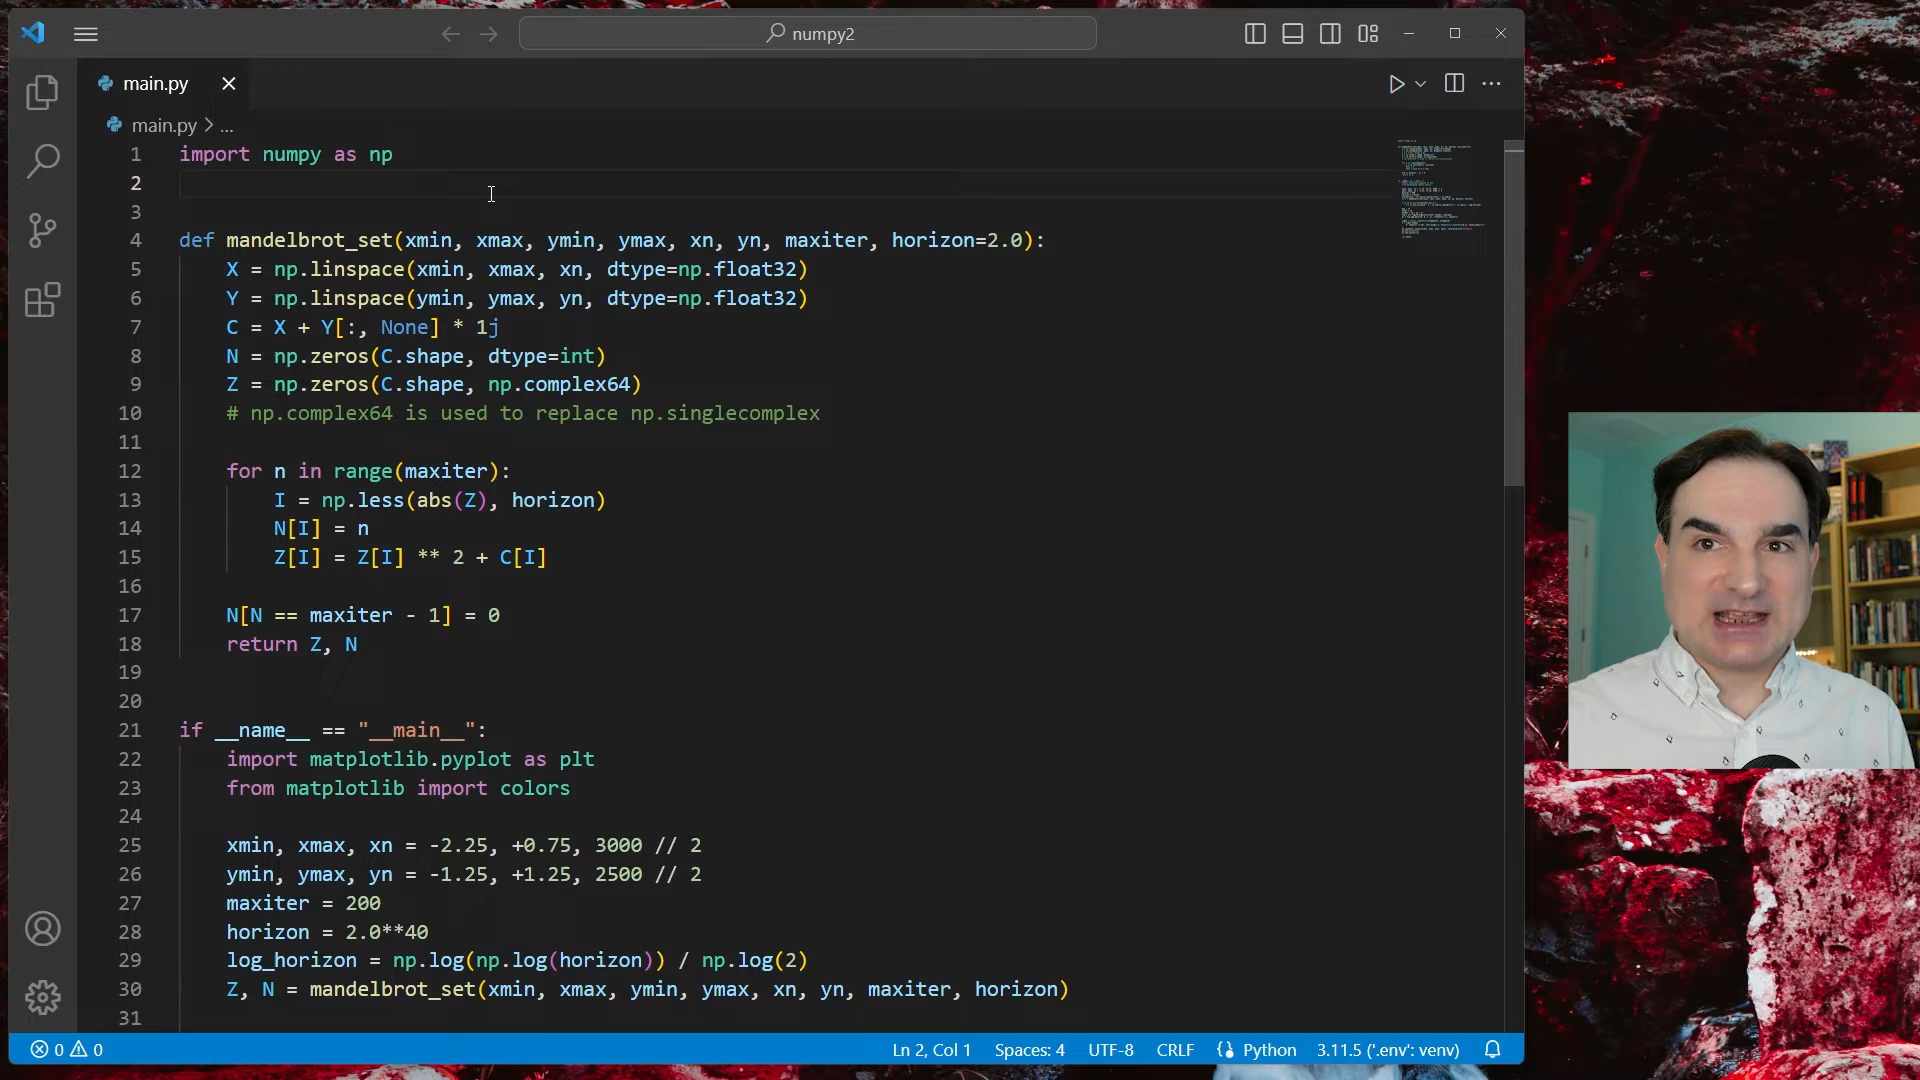 numpy2
main.py
main.py > ...
1 import numpy as np
2
3
4 def mandelbrot_set(xmin, xmax, ymin, ymax, xn, yn, maxiter, horizon=2.0):
5     X = np.linspace(xmin, xmax, xn, dtype=np.float32)
6     Y = np.linspace(ymin, ymax, yn, dtype=np.float32)
7     C = X + Y[:, None] * 1j
8     N = np.zeros(C.shape, dtype=int)
9     Z = np.zeros(C.shape, np.complex64)
10     # np.complex64 is used to replace np.singlecomplex
11
12     for n in range(maxiter):
13         I = np.less(abs(Z), horizon)
14         N[I] = n
15         Z[I] = Z[I] ** 2 + C[I]
16
17     N[N == maxiter - 1] = 0
18     return Z, N
19
20
21 if __name__ == "__main__":
22     import matplotlib.pyplot as plt
23     from matplotlib import colors
24
25     xmin, xmax, xn = -2.25, +0.75, 3000 // 2
26     ymin, ymax, yn = -1.25, +1.25, 2500 // 2
27     maxiter = 200
28     horizon = 2.0**40
29     log_horizon = np.log(np.log(horizon)) / np.log(2)
30     Z, N = mandelbrot_set(xmin, xmax, ymin, ymax, xn, yn, maxiter, horizon)
31
0 0 Ln 2, Col 1 Spaces: 4 UTF-8 CRLF Python 3.11.5 ('.env': venv)